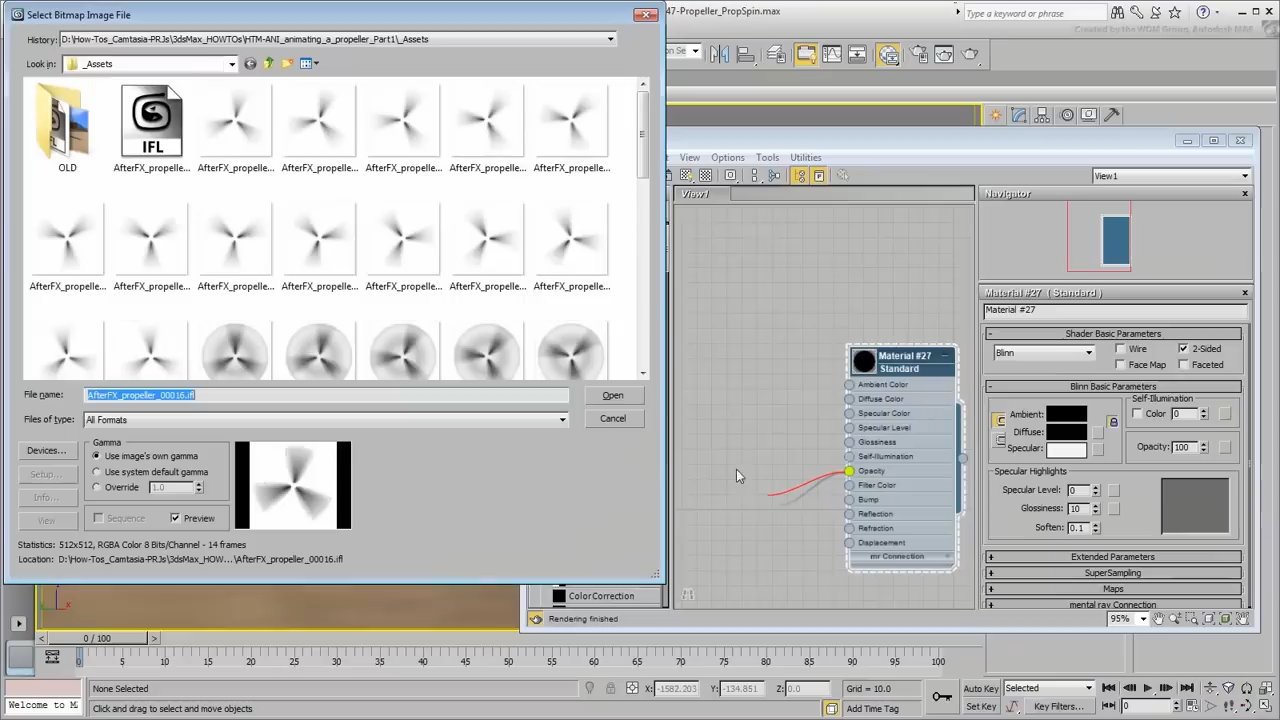 Select Bitmap Image File
47-Propeller_PropSpin.max
Type a keyword or phrase
Created by the WDM Group, Autodesk M&E
History:
D:\How-Tos_Camtasia-PRJs\3dsMax_HOWTOs\HTM-ANI_animating_a_propeller_Part1\_Assets
Look in:
_Assets
IFL
OLD
AfterFX_propelle...
AfterFX_propelle...
AfterFX_propelle...
AfterFX_propelle...
AfterFX_propelle...
AfterFX_propelle...
AfterFX_propelle...
AfterFX_propelle...
AfterFX_propelle...
AfterFX_propelle...
AfterFX_propelle...
AfterFX_propelle...
AfterFX_propelle...
File name:
AfterFX_propeller_00016.ifl
Open
Files of type:
All Formats
Cancel
Devices...
Setup...
Info...
View
Gamma
Use image's own gamma
Use system default gamma
Override
1.0
Sequence
Preview
Statistics: 512x512, RGBA Color 8 Bits/Channel - 14 frames
Location: D:\How-Tos_Camtasia-PRJs\3dsMax_HOW...\AfterFX_propeller_00016.ifl
View
Options
Tools
Utilities
View1
View1
Navigator
Material #27
Standard
Ambient Color
Diffuse Color
Specular Color
Specular Level
Glossiness
Self-Illumination
Opacity
Filter Color
Bump
Reflection
Refraction
Displacement
mr Connection
Material #27 ( Standard )
Material #27
Shader Basic Parameters
Blinn
Wire
2-Sided
Face Map
Faceted
Blinn Basic Parameters
Self-Illumination
Ambient:
Color
0
Diffuse:
Specular:
Opacity:
100
Specular Highlights
Specular Level:
0
Glossiness:
10
Soften:
0.1
Extended Parameters
SuperSampling
Maps
mental ray Connection
ColorCorrection
Rendering finished
95%
x
0 / 100
0
5
10
15
20
25
30
35
40
45
50
55
60
65
70
75
80
85
90
95
100
None Selected
X:
-1582.203
Y:
-134.851
Z:
0.0
Grid = 10.0
Auto Key
Selected
Welcome to M
Click and drag to select and move objects
Add Time Tag
Set Key
Key Filters...
0